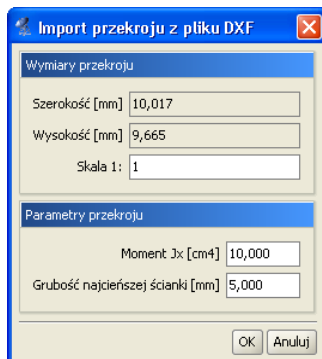 Import przekroju z pliku DXF
Wymiary przekroju
Szerokość [mm] 10,017
Wysokość [mm] 9,665
Skala 1: 1
Parametry przekroju
Moment Jx [cm4] 10,000
Grubość najcieńszej ścianki [mm] 5,000
OK Anuluj